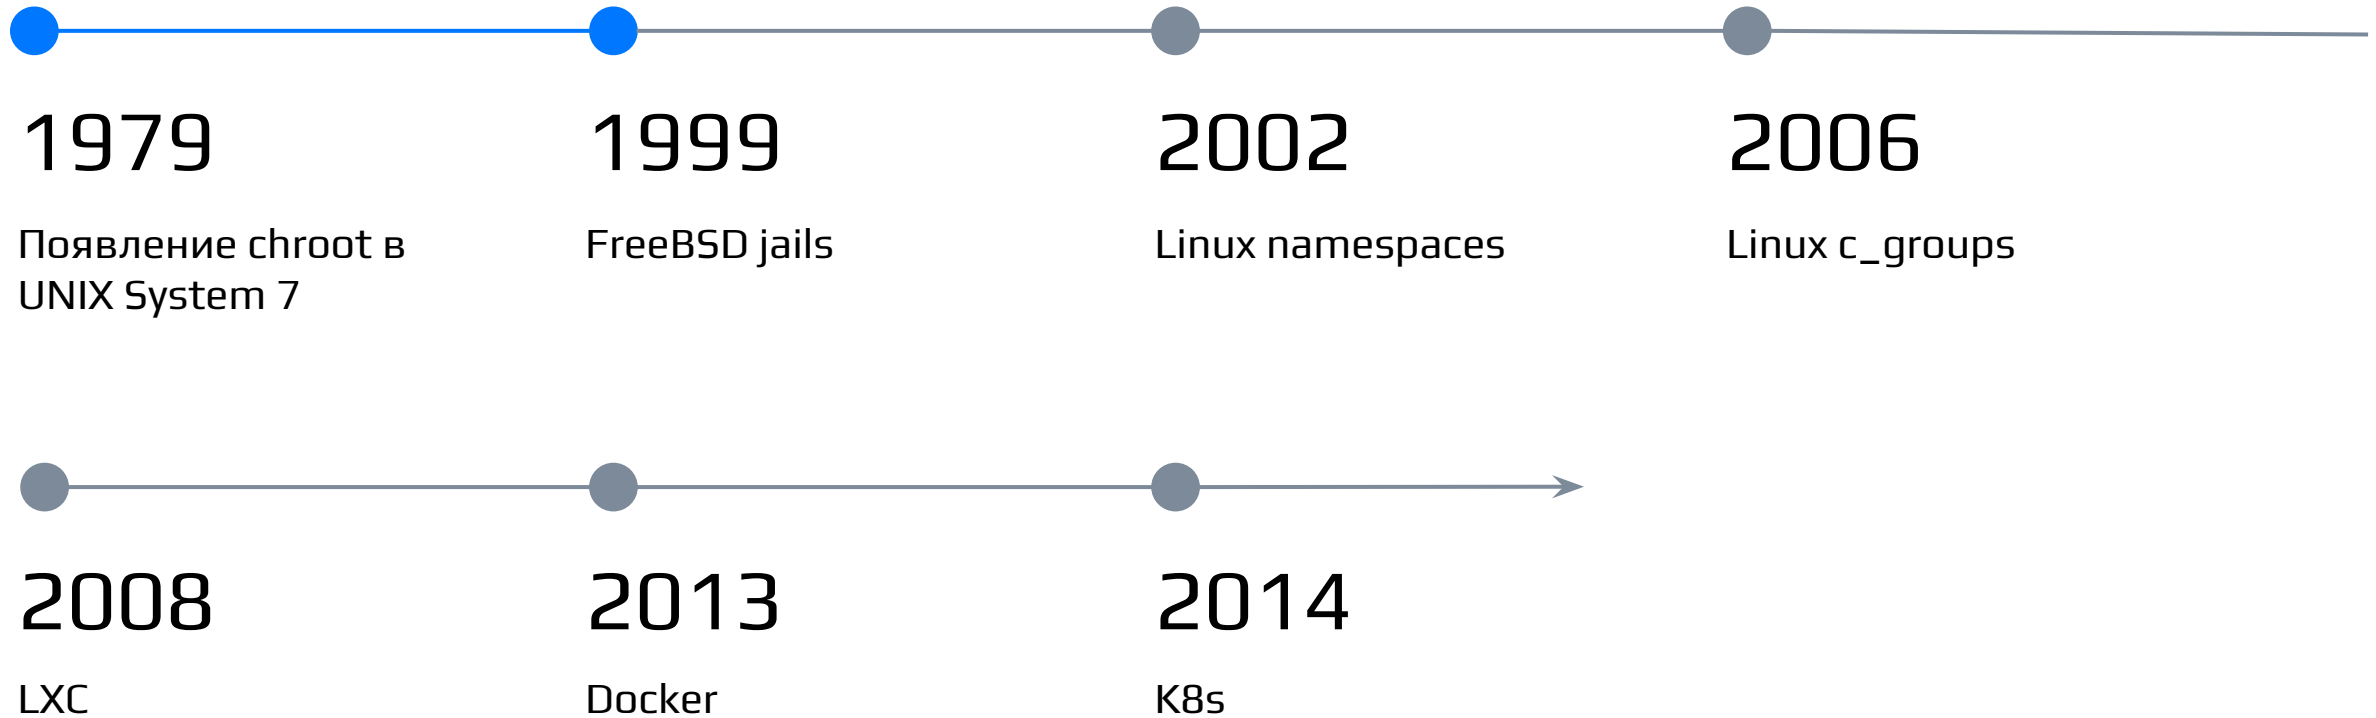 1979
1999
2002
2006
Появление chroot в
UNIX System 7
FreeBSD jails
Linux namespaces
Linux c_groups
2008
2013
2014
LXC
Docker
K8s